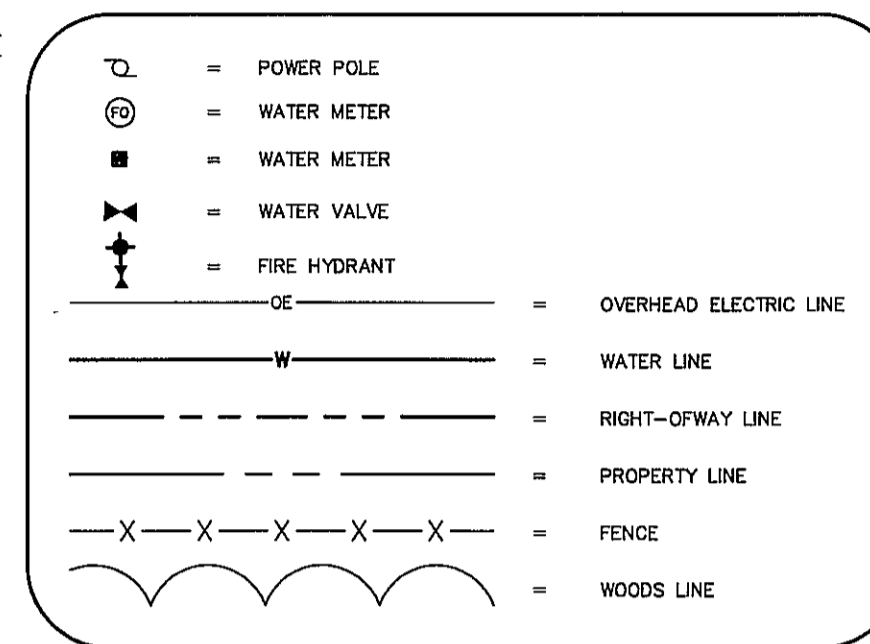 = POWER POLE
FO = WATER METER
= WATER METER
= WATER VALVE
= FIRE HYDRANT
OE = OVERHEAD ELECTRIC LINE
W = WATER LINE
= RIGHT-OFWAY LINE
= PROPERTY LINE
X X X X X = FENCE
= WOODS LINE